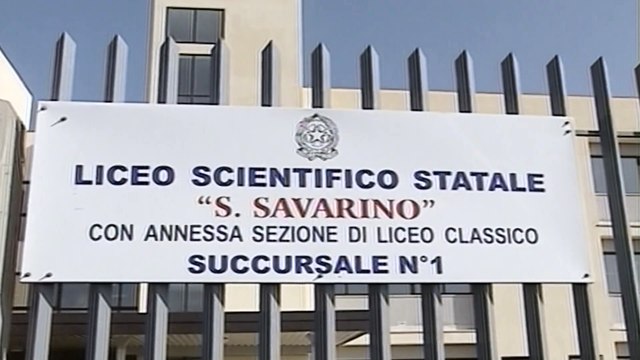 LICEO SCIENTIFICO STATALE
"S. SAVARINO"
CON ANNESSA SEZIONE DI LICEO CLASSICO
SUCCURSALE N°1